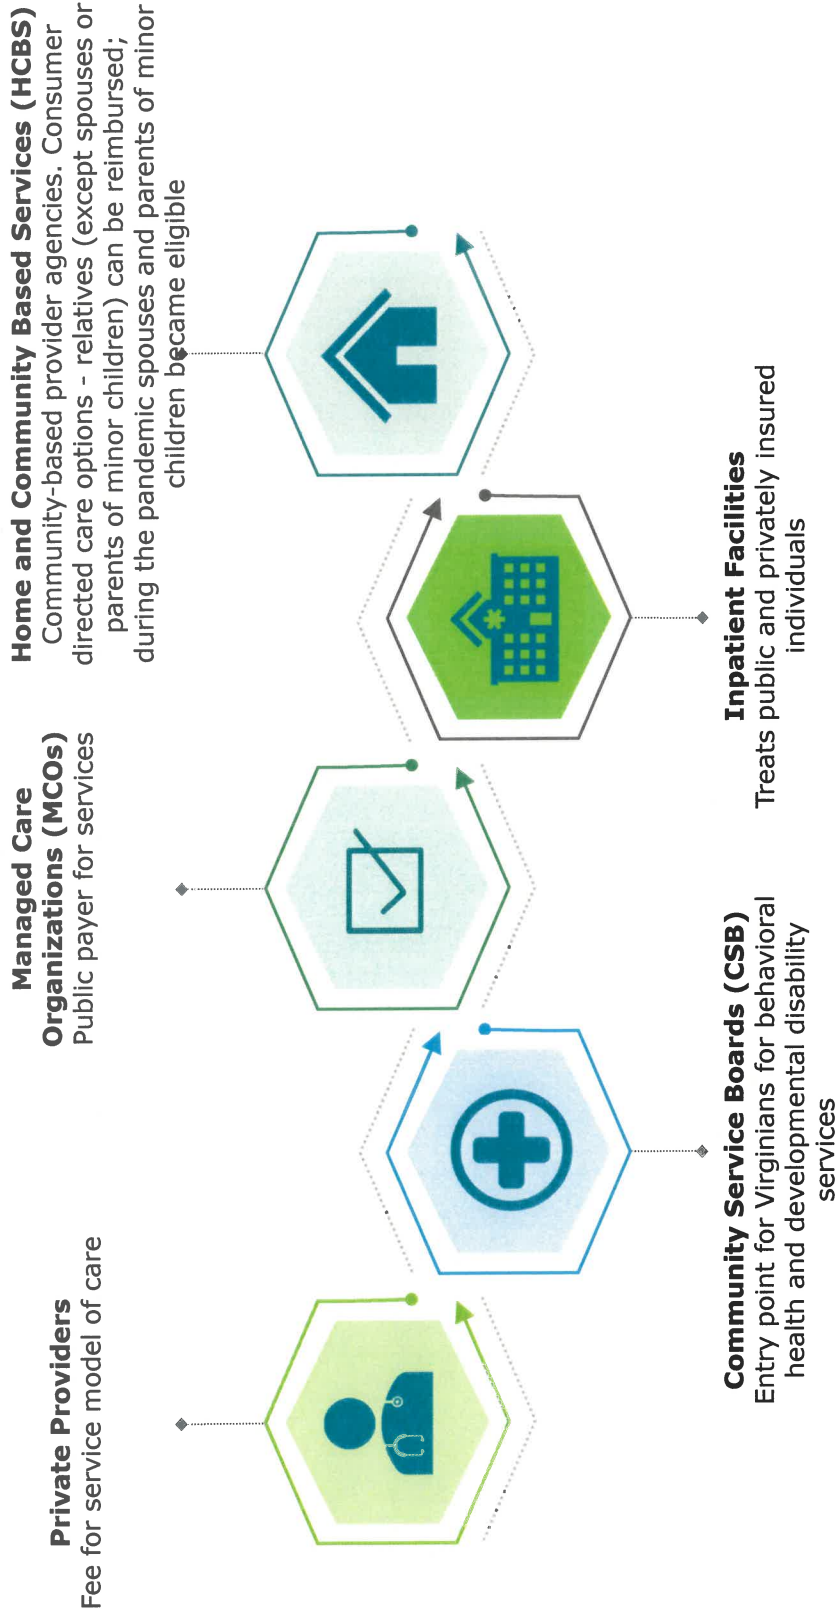 Private Providers
Fee for service model of care
Community Service Boards (CSB)
Entry point for Virginians for behavioral
health and developmental disability
services
Managed Care
Organizations (MCOs)
Public payer for services
Inpatient Facilities
Treats public and privately insured
individuals
Home and Community Based Services (HCBS)
Community-based provider agencies. Consumer
directed care options - relatives (except spouses or
parents of minor children) can be reimbursed;
during the pandemic spouses and parents of minor
children became eligible